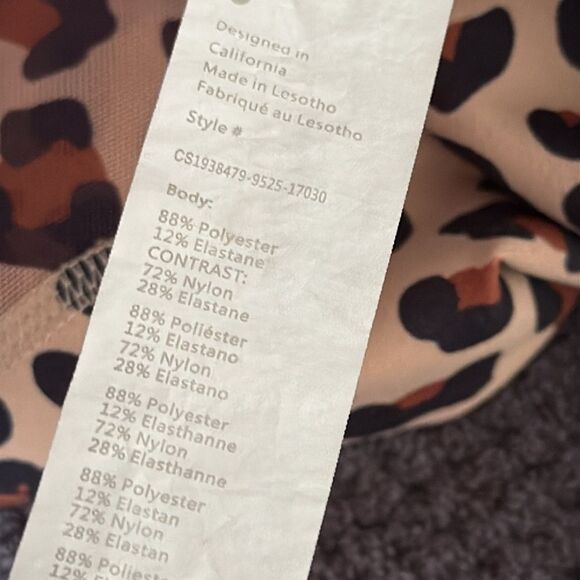 Designed in
California
Made in Lesotho
Fabriqué au Lesotho
Style #
CS1938479-9525-17030
Body:
88% Polyester
12% Elastane
CONTRAST:
72% Nylon
28% Elastane
88% Poliéster
12% Elastano
72% Nylon
28% Elastano
88% Polyester
12% Elasthanne
72% Nylon
28% Elasthanne
88% Polyester
12% Elastan
72% Nylon
28% Elastan
88%
12%